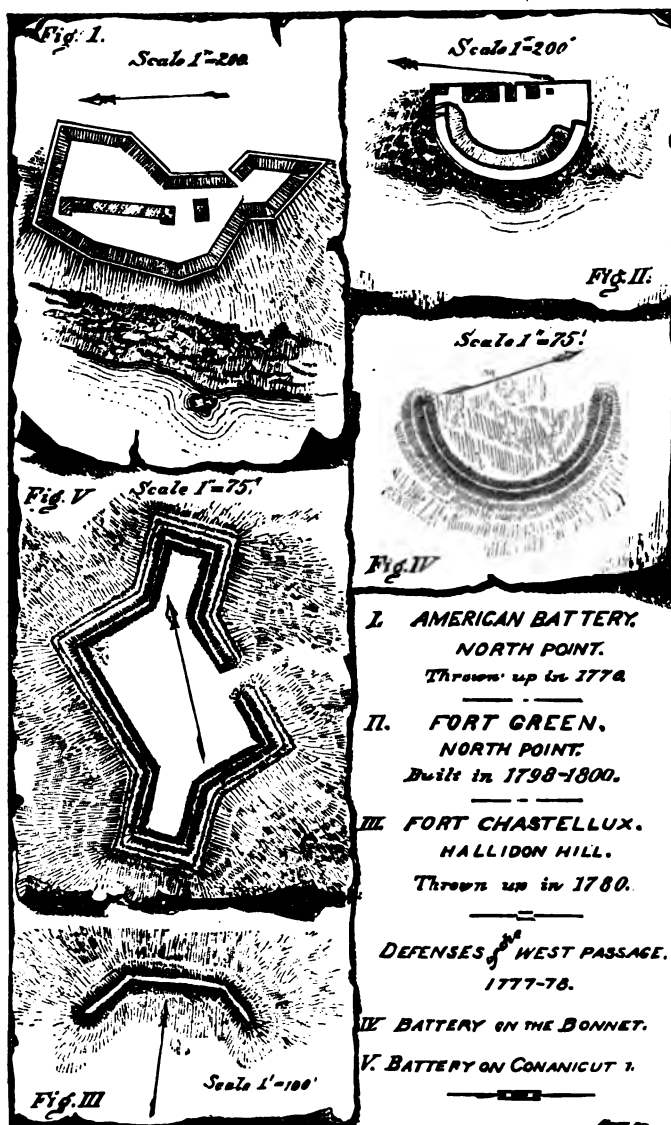 Fig. 1.
Scale 1"=200.
Scale 1"=200'
Fig. II.
Scale 1"=75'
Fig. IV
Fig. V
Scale 1"=75'
Fig. III
Scale 1'=100'
I. AMERICAN BATTERY.
NORTH POINT.
Thrown up in 1776.
II. FORT GREEN.
NORTH POINT.
Built in 1798-1800.
III. FORT CHASTELLUX.
HALLIDON HILL.
Thrown up in 1780.
DEFENSES of the WEST PASSAGE.
1777-78.
IV BATTERY ON THE BONNET.
V. BATTERY ON CONANICUT I.